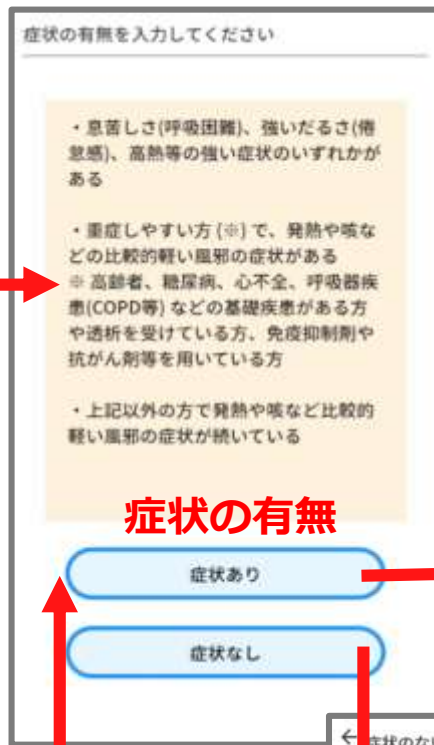 症状の有無を入力してください
・息苦しさ(呼吸困難)、強いだるさ(倦
怠感)、高熱等の強い症状のいずれかが
ある
・重症しやすい方 (※) で、発熱や咳な
どの比較的軽い風邪の症状がある
※ 高齢者、糖尿病、心不全、呼吸器疾
患(COPD等) などの基礎疾患がある方
や透析を受けている方、免疫抑制剤や
抗がん剤等を用いている方
・上記以外の方で発熱や咳など比較的
軽い風邪の症状が続いている
症状の有無
症状あり
症状なし
←症状のない